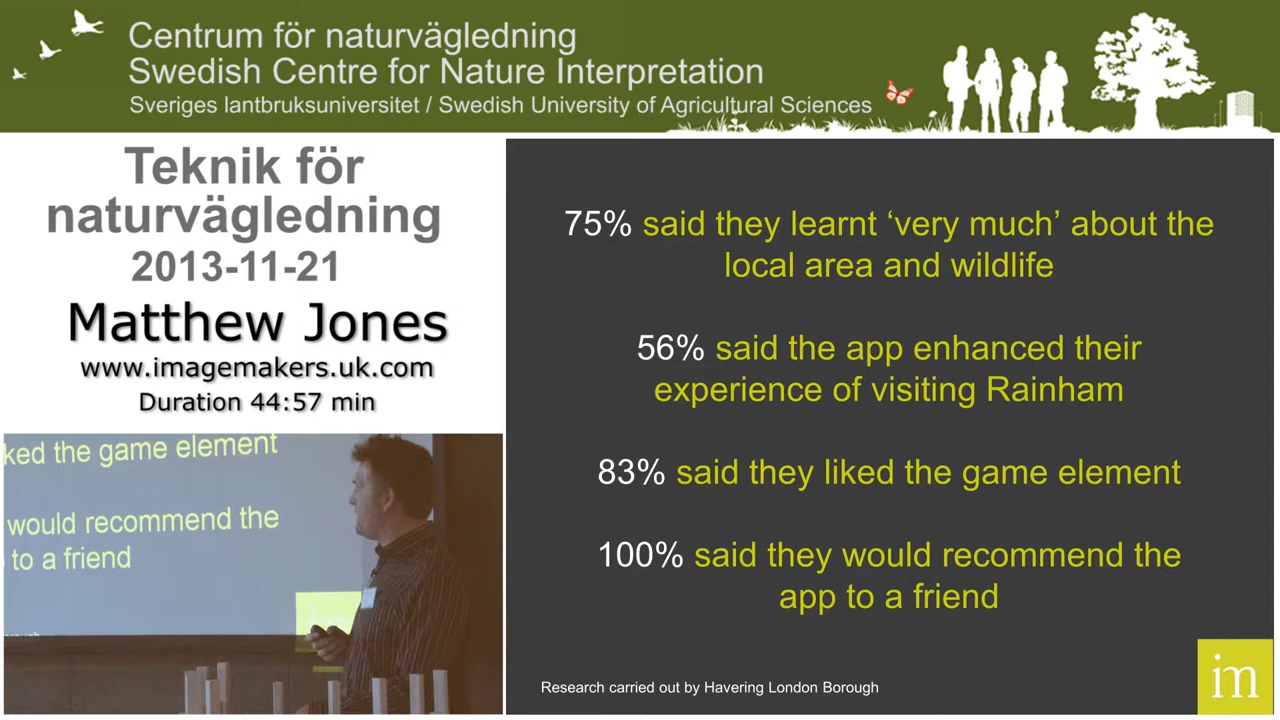 Centrum för naturvägledning
Swedish Centre for Nature Interpretation
Sveriges lantbruksuniversitet / Swedish University of Agricultural Sciences
Teknik för
naturvägledning
2013-11-21
Matthew Jones
www.imagemakers.uk.com
Duration 44:57 min
75% said they learnt ‘very much’ about the
local area and wildlife
56% said the app enhanced their
experience of visiting Rainham
83% said they liked the game element
100% said they would recommend the
app to a friend
Research carried out by Havering London Borough
im
ked the game element
would recommend the
to a friend